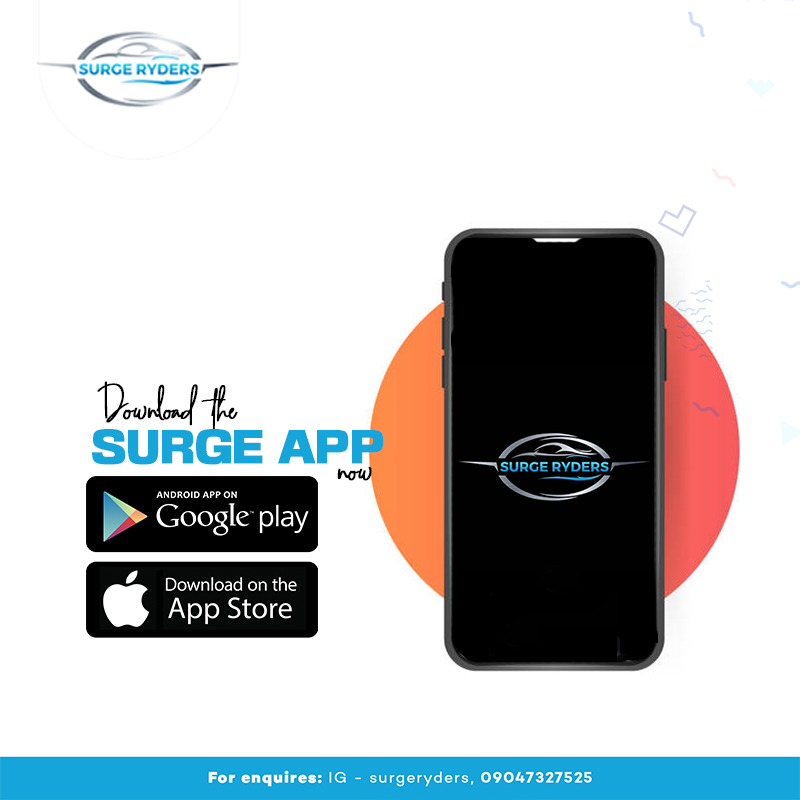 SURGE RYDERS
Download the
SURGE APP
now
ANDROID APP ON
Google play
Download on the
App Store
SURGE RYDERS
For enquires: IG - surgeryders, 09047327525